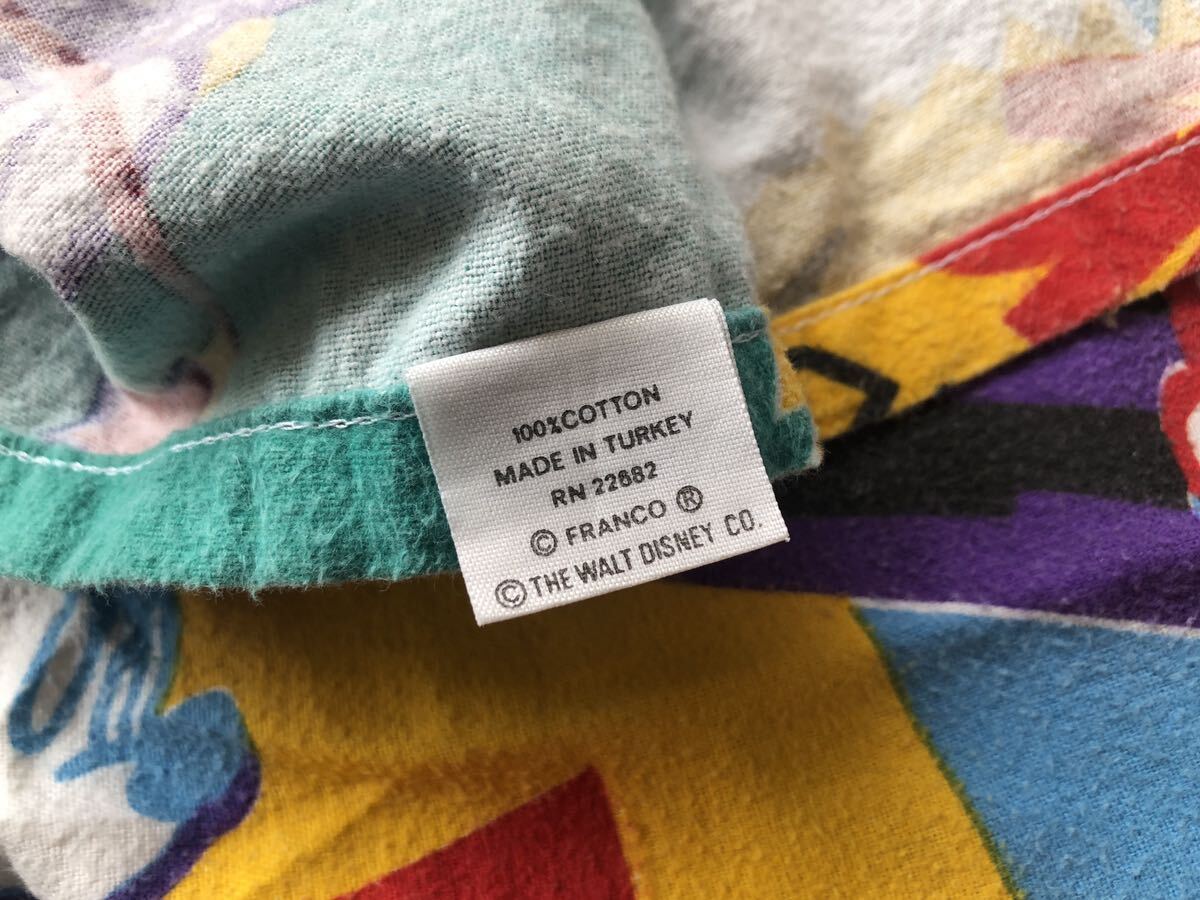 100%COTTON
MADE IN TURKEY
RN 22682
© FRANCO ®
© THE WALT DISNEY CO.